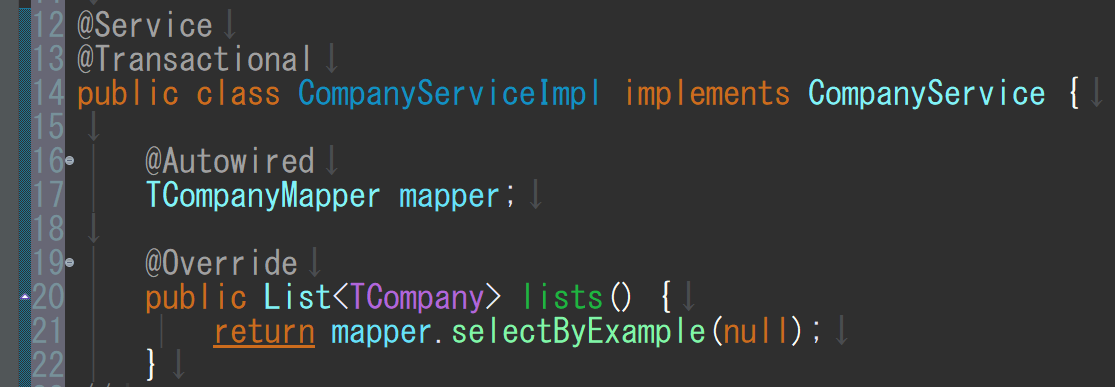 12 @Service↓
13 @Transactional↓
14 public class CompanyServiceImpl implements CompanyService {↓
15 ↓
16 @Autowired↓
17 TCompanyMapper mapper;↓
18 ↓
19 @Override↓
20 public List<TCompany> lists() {↓
21 return mapper.selectByExample(null);↓
22 }↓